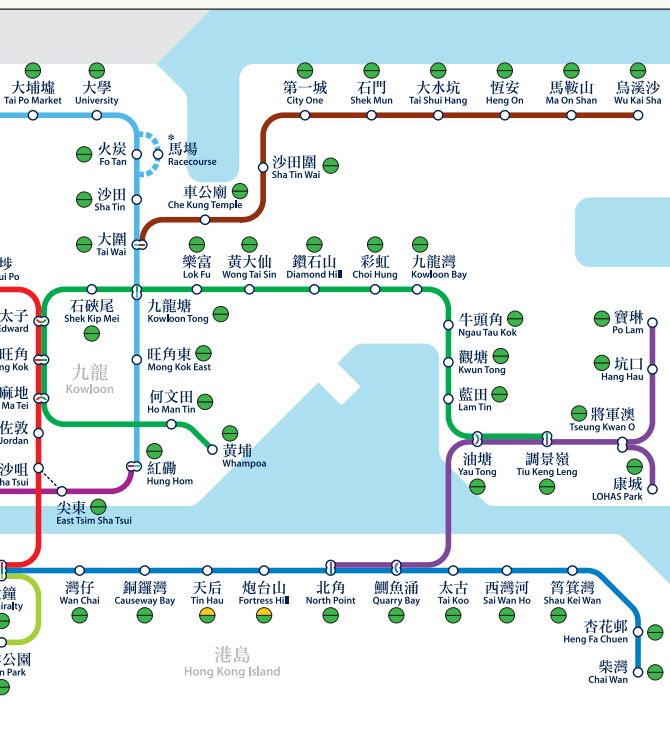 大埔墟
Tai Po Market
大學
University
第一城
City One
石門
Shek Mun
大水坑
Tai Shui Hang
恆安
Heng On
馬鞍山
Ma On Shan
烏溪沙
Wu Kai Sha
火炭
Fo Tan
*
馬場
Racecourse
沙田圍
Sha Tin Wai
沙田
Sha Tin
車公廟
Che Kung Temple
大圍
Tai Wai
樂富
Lok Fu
黃大仙
Wong Tai Sin
鑽石山
Diamond Hill
彩虹
Choi Hung
九龍灣
Kowloon Bay
埗
ui Po
石硤尾
Shek Kip Mei
九龍塘
Kowloon Tong
太子
Edward
牛頭角
Ngau Tau Kok
寶琳
Po Lam
旺角
Kok
旺角東
Mong Kok East
觀塘
Kwun Tong
坑口
Hang Hau
九龍
Kowloon
麻地
Ma Tei
何文田
Ho Man Tin
藍田
Lam Tin
將軍澳
Tseung Kwan O
佐敦
Jordan
黃埔
Whampoa
油塘
Yau Tong
調景嶺
Tiu Keng Leng
沙咀
ha Tsui
紅磡
Hung Hom
康城
LOHAS Park
尖東
East Tsim Sha Tsui
鐘
iralty
灣仔
Wan Chai
銅鑼灣
Causeway Bay
天后
Tin Hau
炮台山
Fortress Hill
北角
North Point
鰂魚涌
Quarry Bay
太古
Tai Koo
西灣河
Sai Wan Ho
筲箕灣
Shau Kei Wan
杏花邨
Heng Fa Chuen
公園
n Park
港島
Hong Kong Island
柴灣
Chai Wan